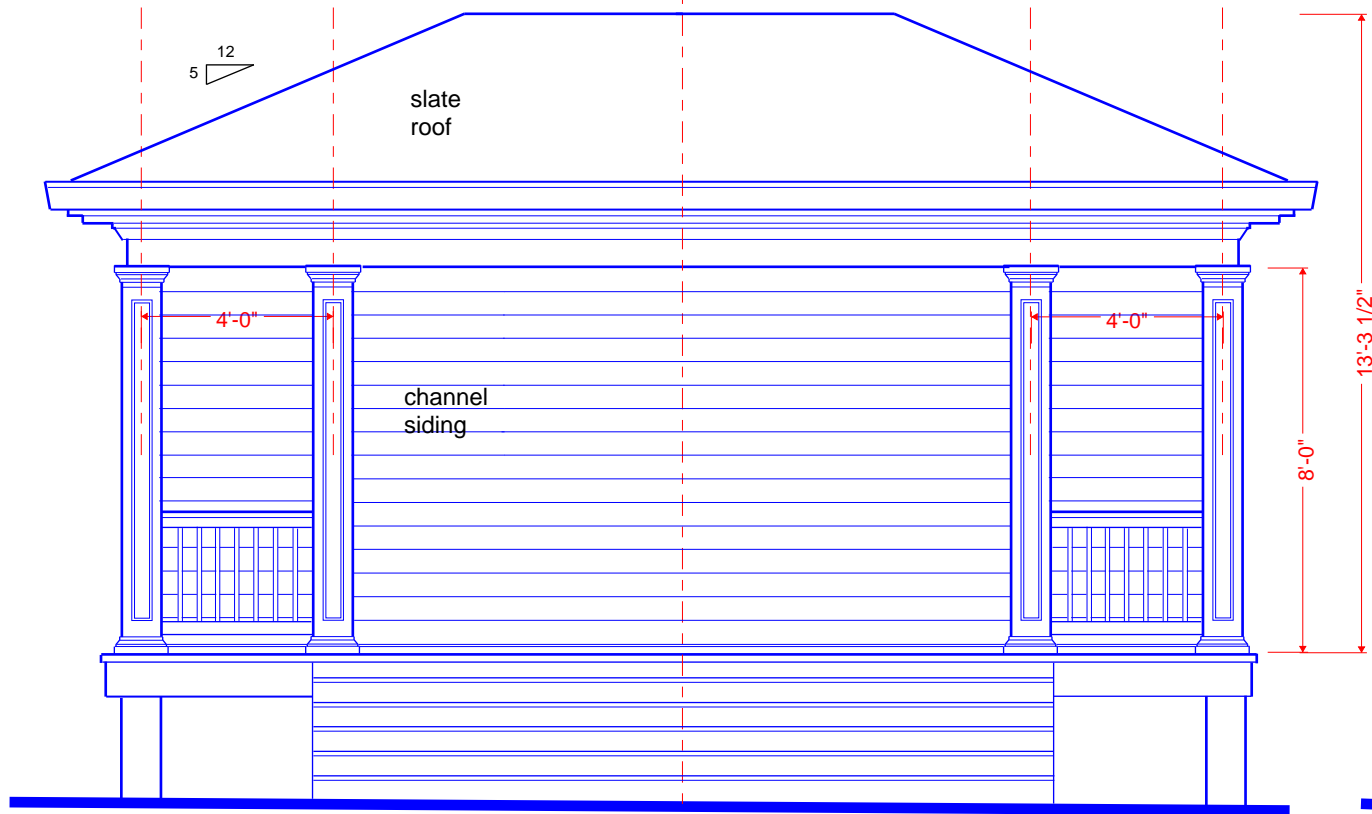 12
5
slate
roof
4'-0"
4'-0"
13'-3 1/2"
channel
siding
8'-0"